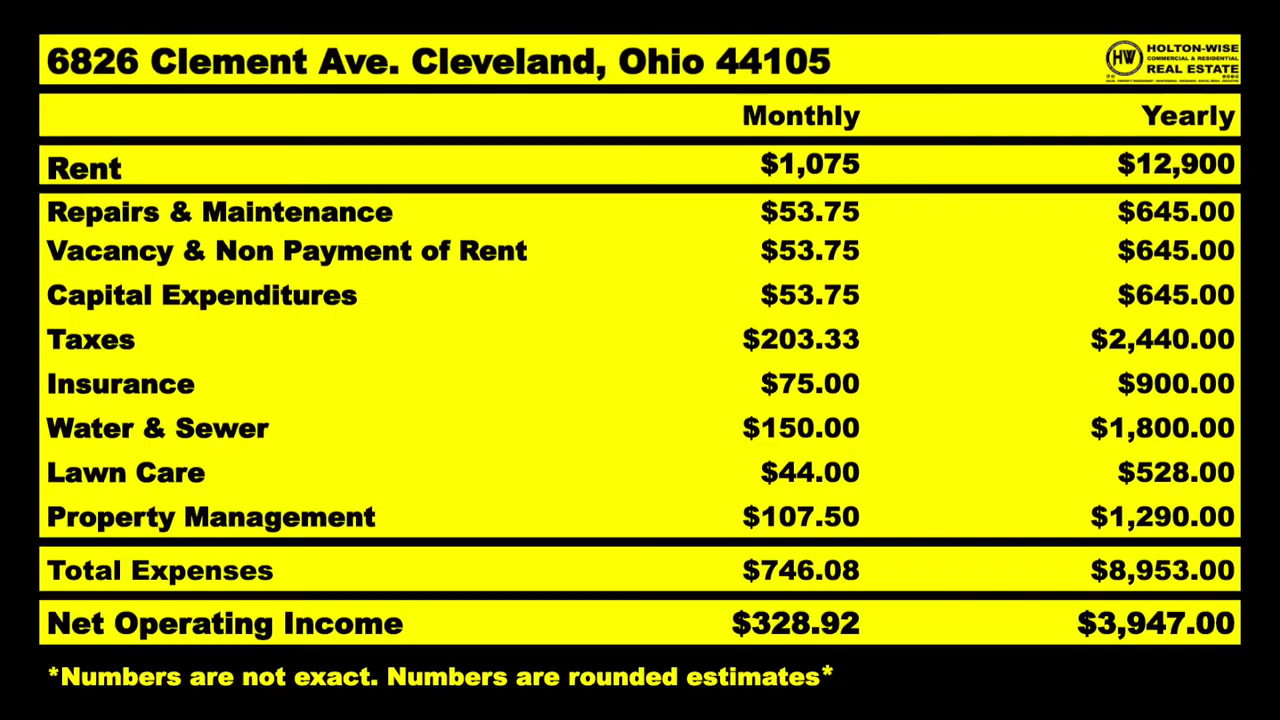 6826 Clement Ave. Cleveland, Ohio 44105
HW
HOLTON-WISE
COMMERCIAL & RESIDENTIAL
REAL ESTATE
Monthly Yearly
Rent $1,075 $12,900
Repairs & Maintenance $53.75 $645.00
Vacancy & Non Payment of Rent $53.75 $645.00
Capital Expenditures $53.75 $645.00
Taxes $203.33 $2,440.00
Insurance $75.00 $900.00
Water & Sewer $150.00 $1,800.00
Lawn Care $44.00 $528.00
Property Management $107.50 $1,290.00
Total Expenses $746.08 $8,953.00
Net Operating Income $328.92 $3,947.00
*Numbers are not exact. Numbers are rounded estimates*